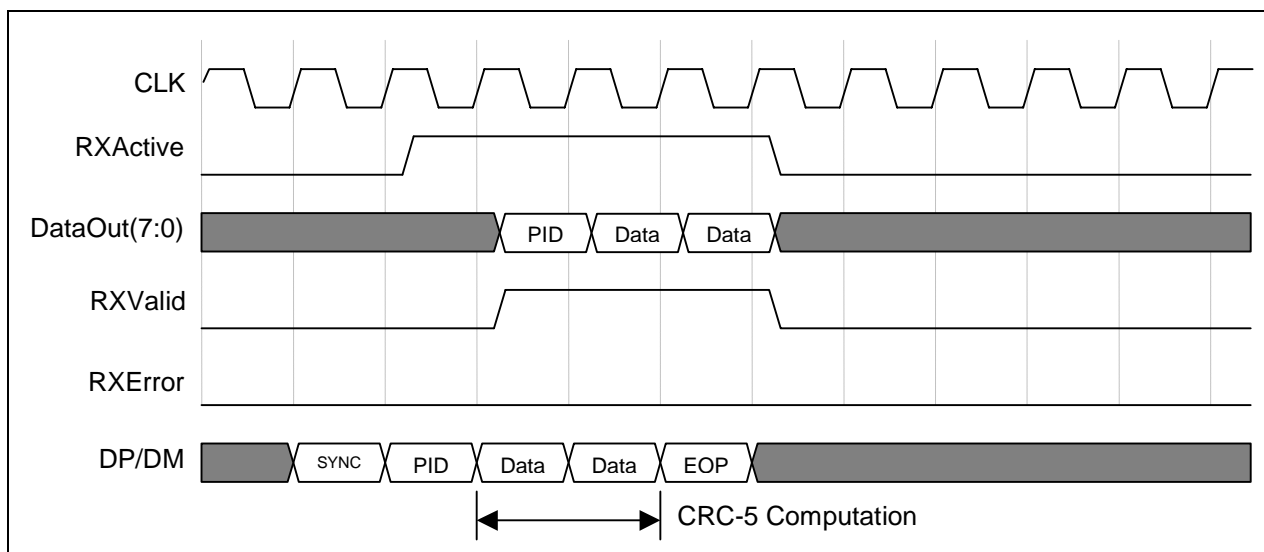 CLK
RXActive
DataOut(7:0)
PID Data Data
RXValid
RXError
DP/DM
SYNC PID Data Data EOP
CRC-5 Computation